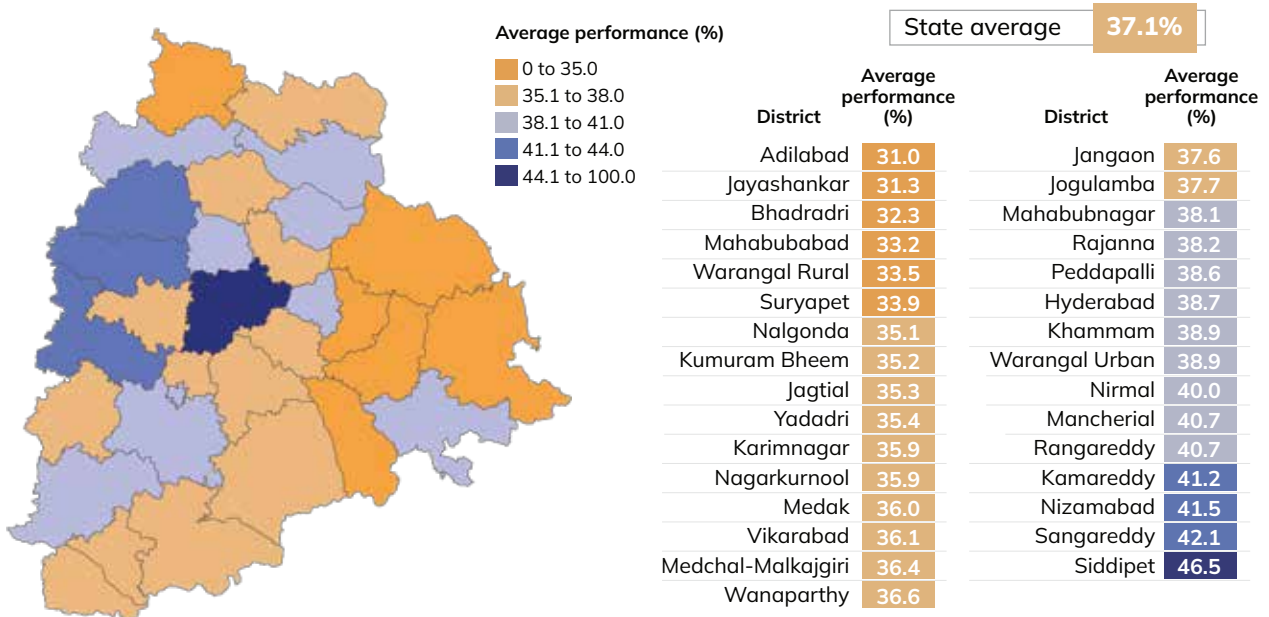 Average performance (%)
0 to 35.0
35.1 to 38.0
38.1 to 41.0
41.1 to 44.0
44.1 to 100.0
State average 37.1%
District Average performance (%)
Adilabad 31.0
Jayashankar 31.3
Bhadradri 32.3
Mahabubabad 33.2
Warangal Rural 33.5
Suryapet 33.9
Nalgonda 35.1
Kumuram Bheem 35.2
Jagtial 35.3
Yadadri 35.4
Karimnagar 35.9
Nagarkurnool 35.9
Medak 36.0
Vikarabad 36.1
Medchal-Malkajgiri 36.4
Wanaparthy 36.6
District Average performance (%)
Jangaon 37.6
Jogulamba 37.7
Mahabubnagar 38.1
Rajanna 38.2
Peddapalli 38.6
Hyderabad 38.7
Khammam 38.9
Warangal Urban 38.9
Nirmal 40.0
Mancherial 40.7
Rangareddy 40.7
Kamareddy 41.2
Nizamabad 41.5
Sangareddy 42.1
Siddipet 46.5